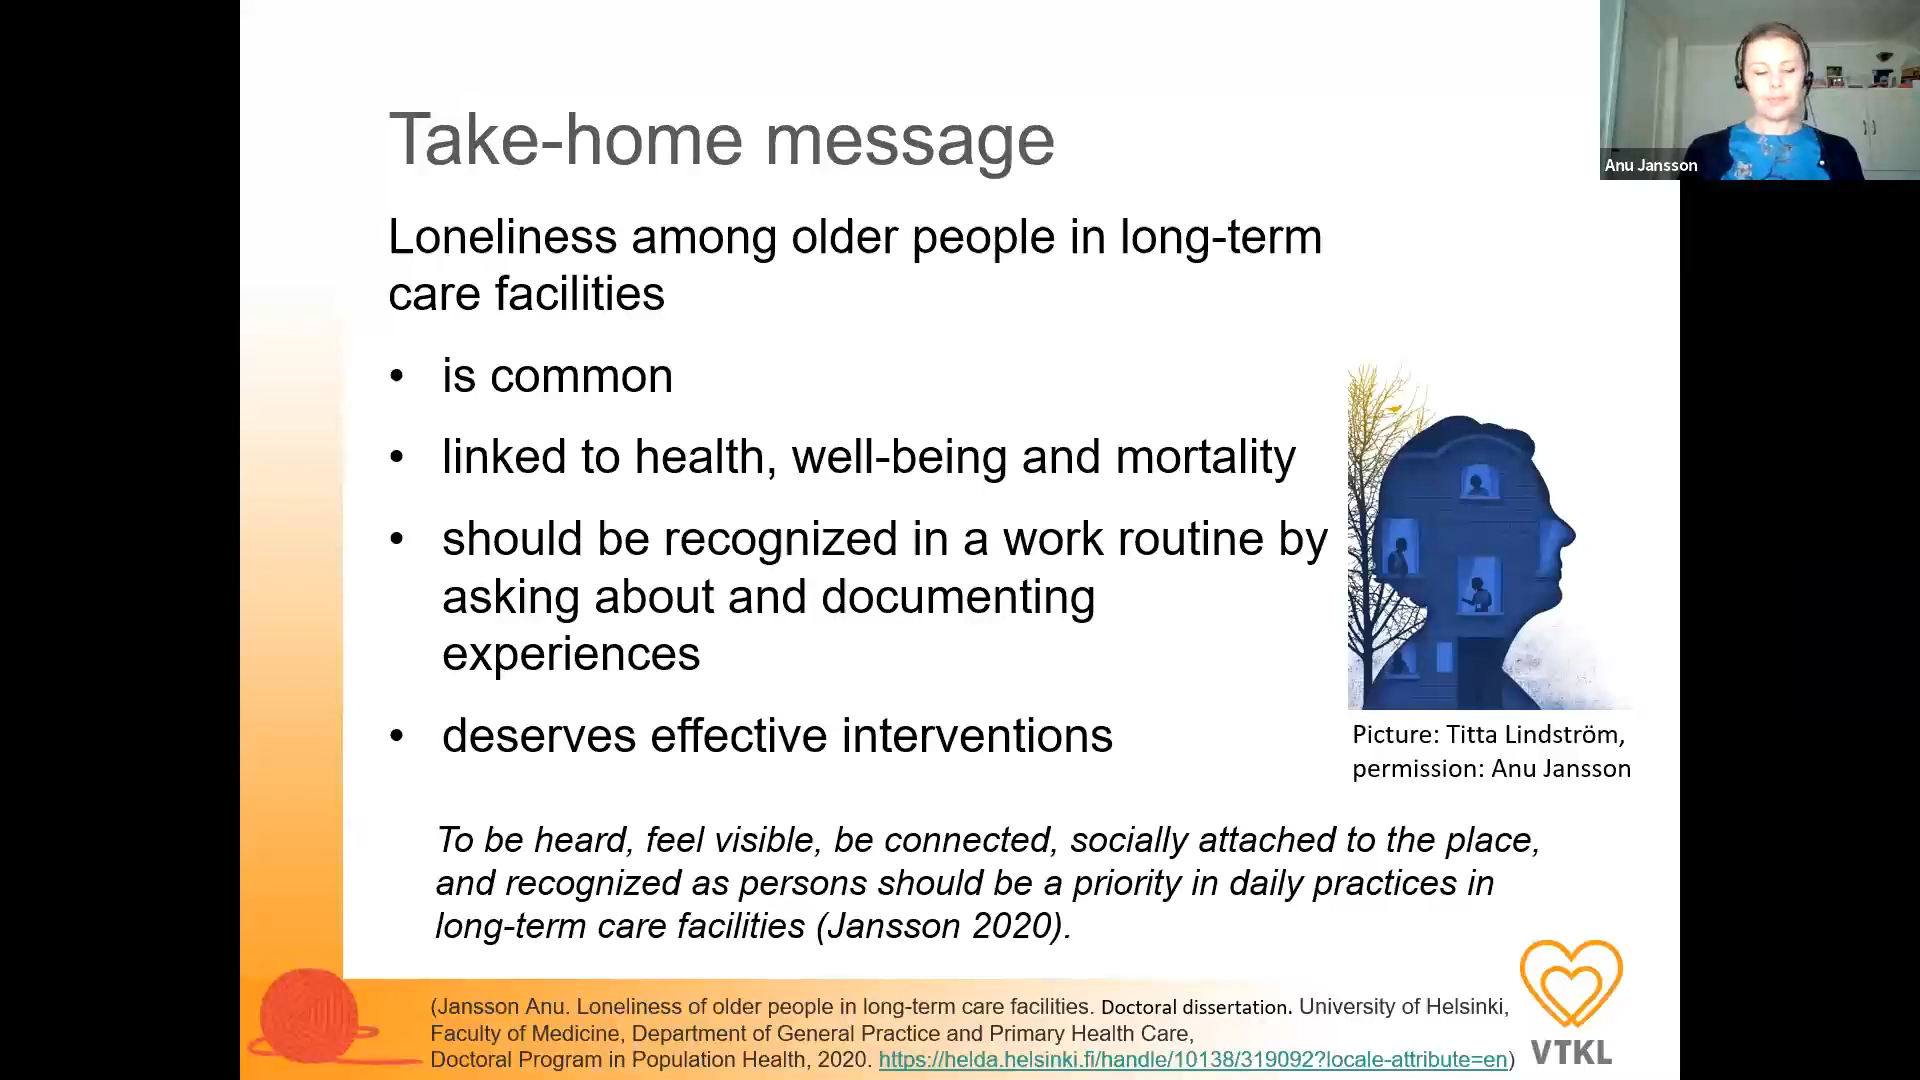 Take-home message
Anu Jansson
Loneliness among older people in long-term
care facilities
• is common
• linked to health, well-being and mortality
• should be recognized in a work routine by
asking about and documenting
experiences
• deserves effective interventions
Picture: Titta Lindström,
permission: Anu Jansson
To be heard, feel visible, be connected, socially attached to the place,
and recognized as persons should be a priority in daily practices in
long-term care facilities (Jansson 2020).
(Jansson Anu. Loneliness of older people in long-term care facilities. Doctoral dissertation. University of Helsinki,
Faculty of Medicine, Department of General Practice and Primary Health Care,
Doctoral Program in Population Health, 2020. https://helda.helsinki.fi/handle/10138/319092?locale-attribute=en)
VTKL